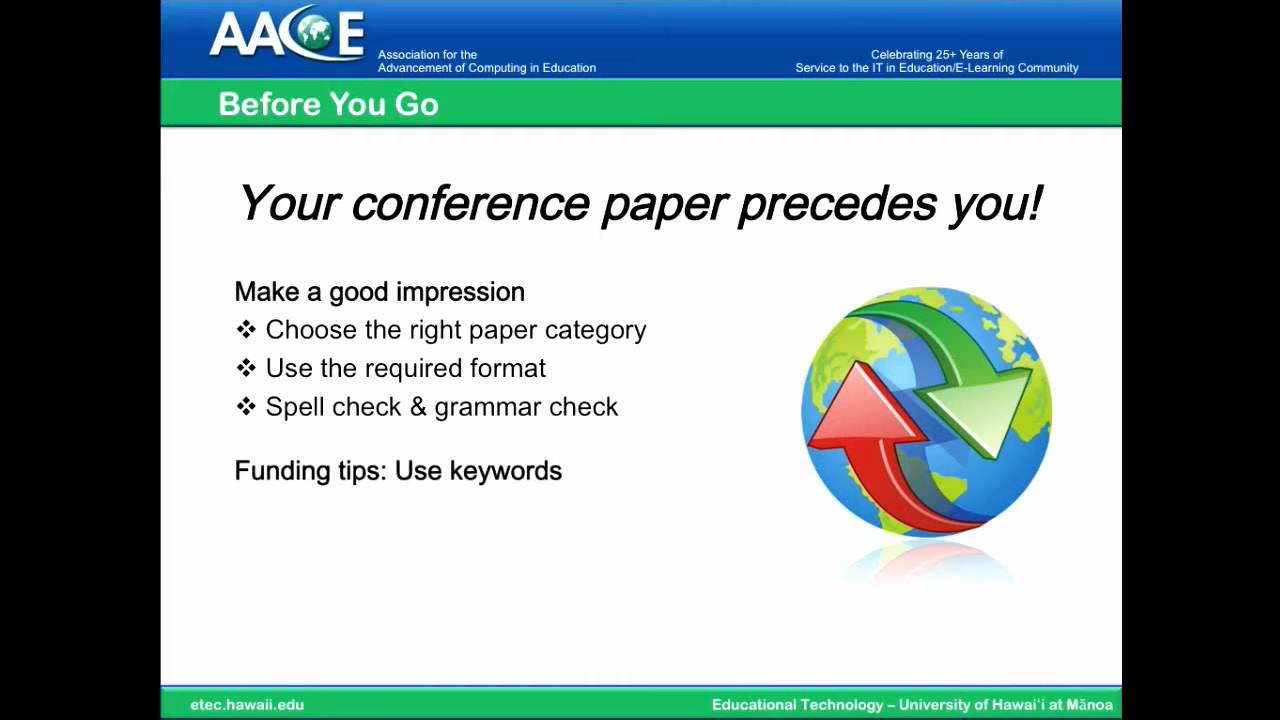 AACE
Association for the
Advancement of Computing in Education
Celebrating 25+ Years of
Service to the IT in Education/E-Learning Community
Before You Go
Your conference paper precedes you!
Make a good impression
❖ Choose the right paper category
❖ Use the required format
❖ Spell check & grammar check
Funding tips: Use keywords
etec.hawaii.edu
Educational Technology – University of Hawai‘i at Mānoa